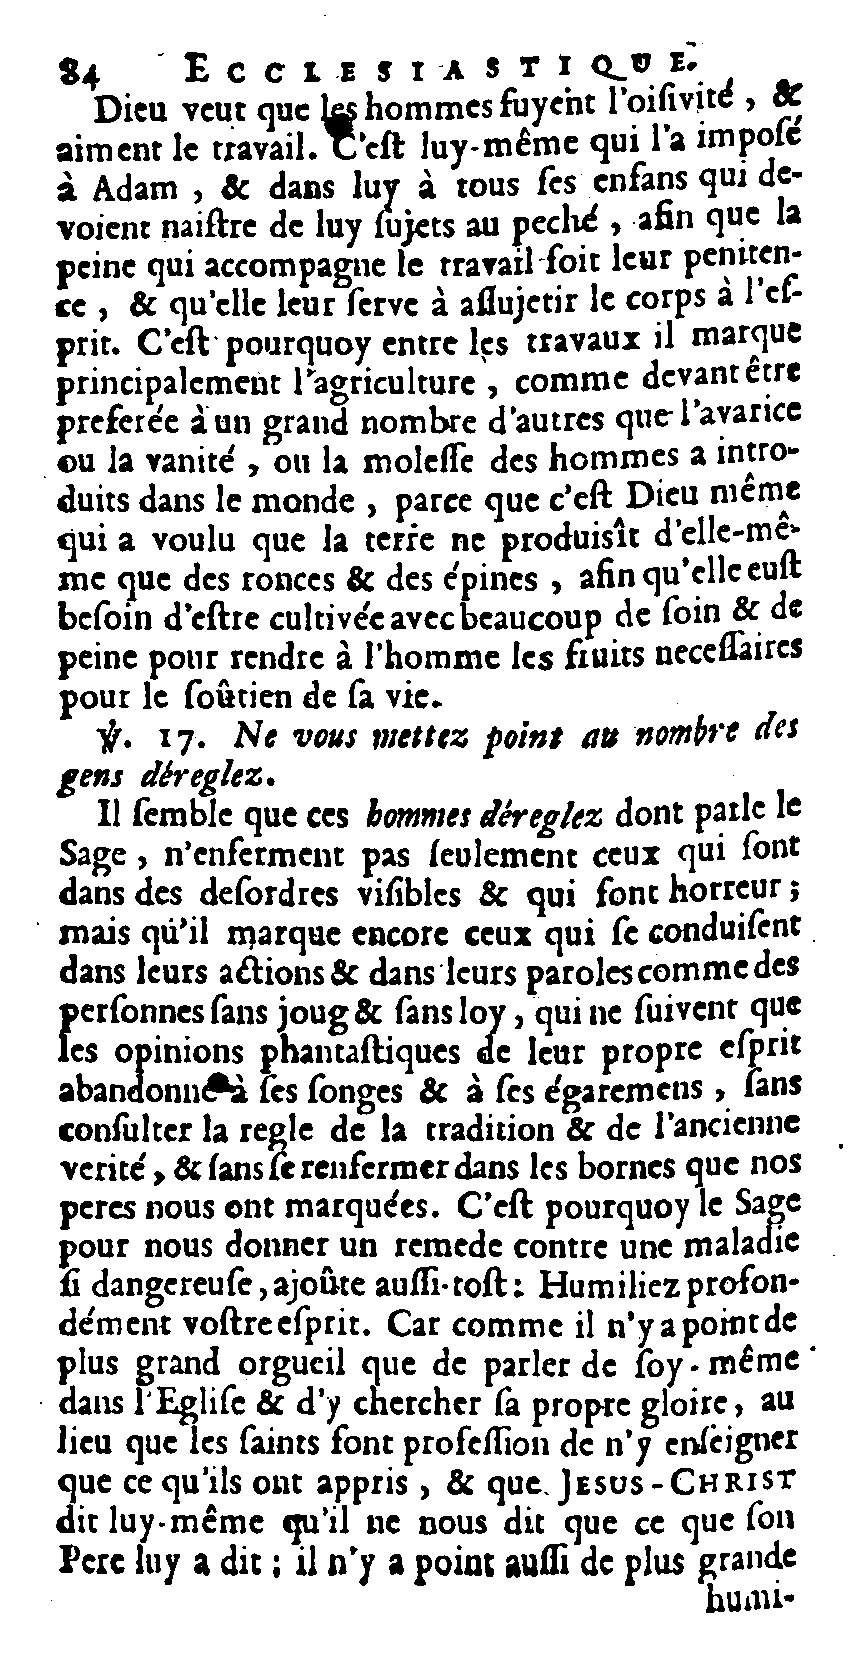 84 ECCLESIASTIQUE.
Dieu veut que les hommes fuyent l'oiſivité, &
aiment le travail. C'eſt luy-même qui l'a impoſé
à Adam, & dans luy à tous ſes enfans qui de-
voient naiſtre de luy ſujets au peché, afin que la
peine qui accompagne le travail ſoit leur peniten-
ce, & qu'elle leur ſerve à aſſujetir le corps à l'eſ-
prit. C'eſt pourquoy entre les travaux il marque
principalement l'agriculture, comme devant être
preferée à un grand nombre d'autres que l'avarice
ou la vanité, ou la moleſſe des hommes a intro-
duits dans le monde, parce que c'eſt Dieu même
qui a voulu que la terre ne produisît d'elle-mê-
me que des ronces & des épines, afin qu'elle euſt
beſoin d'eſtre cultivée avec beaucoup de ſoin & de
peine pour rendre à l'homme les fruits neceſſaires
pour le ſoûtien de ſa vie.
℣. 17. Ne vous mettez point au nombre des
gens déreglez.
Il ſemble que ces hommes déreglez dont parle le
Sage, n'enferment pas ſeulement ceux qui ſont
dans des deſordres viſibles & qui font horreur;
mais qu'il marque encore ceux qui ſe conduiſent
dans leurs actions & dans leurs paroles comme des
perſonnes ſans joug & ſans loy, qui ne ſuivent que
les opinions phantaſtiques de leur propre eſprit
abandonné à ſes ſonges & à ſes égaremens, ſans
conſulter la regle de la tradition & de l'ancienne
verité, & ſans ſe renfermer dans les bornes que nos
peres nous ont marquées. C'eſt pourquoy le Sage
pour nous donner un remede contre une maladie
ſi dangereuſe, ajoûte auſſi-toſt: Humiliez profon-
dément voſtre eſprit. Car comme il n'y a point de
plus grand orgueil que de parler de ſoy-même
dans l'Egliſe & d'y chercher ſa propre gloire, au
lieu que les ſaints font profeſſion de n'y enſeigner
que ce qu'ils ont appris, & que JESUS-CHRIST
dit luy-même qu'il ne nous dit que ce que ſon
Pere luy a dit; il n'y a point auſſi de plus grande
humi-